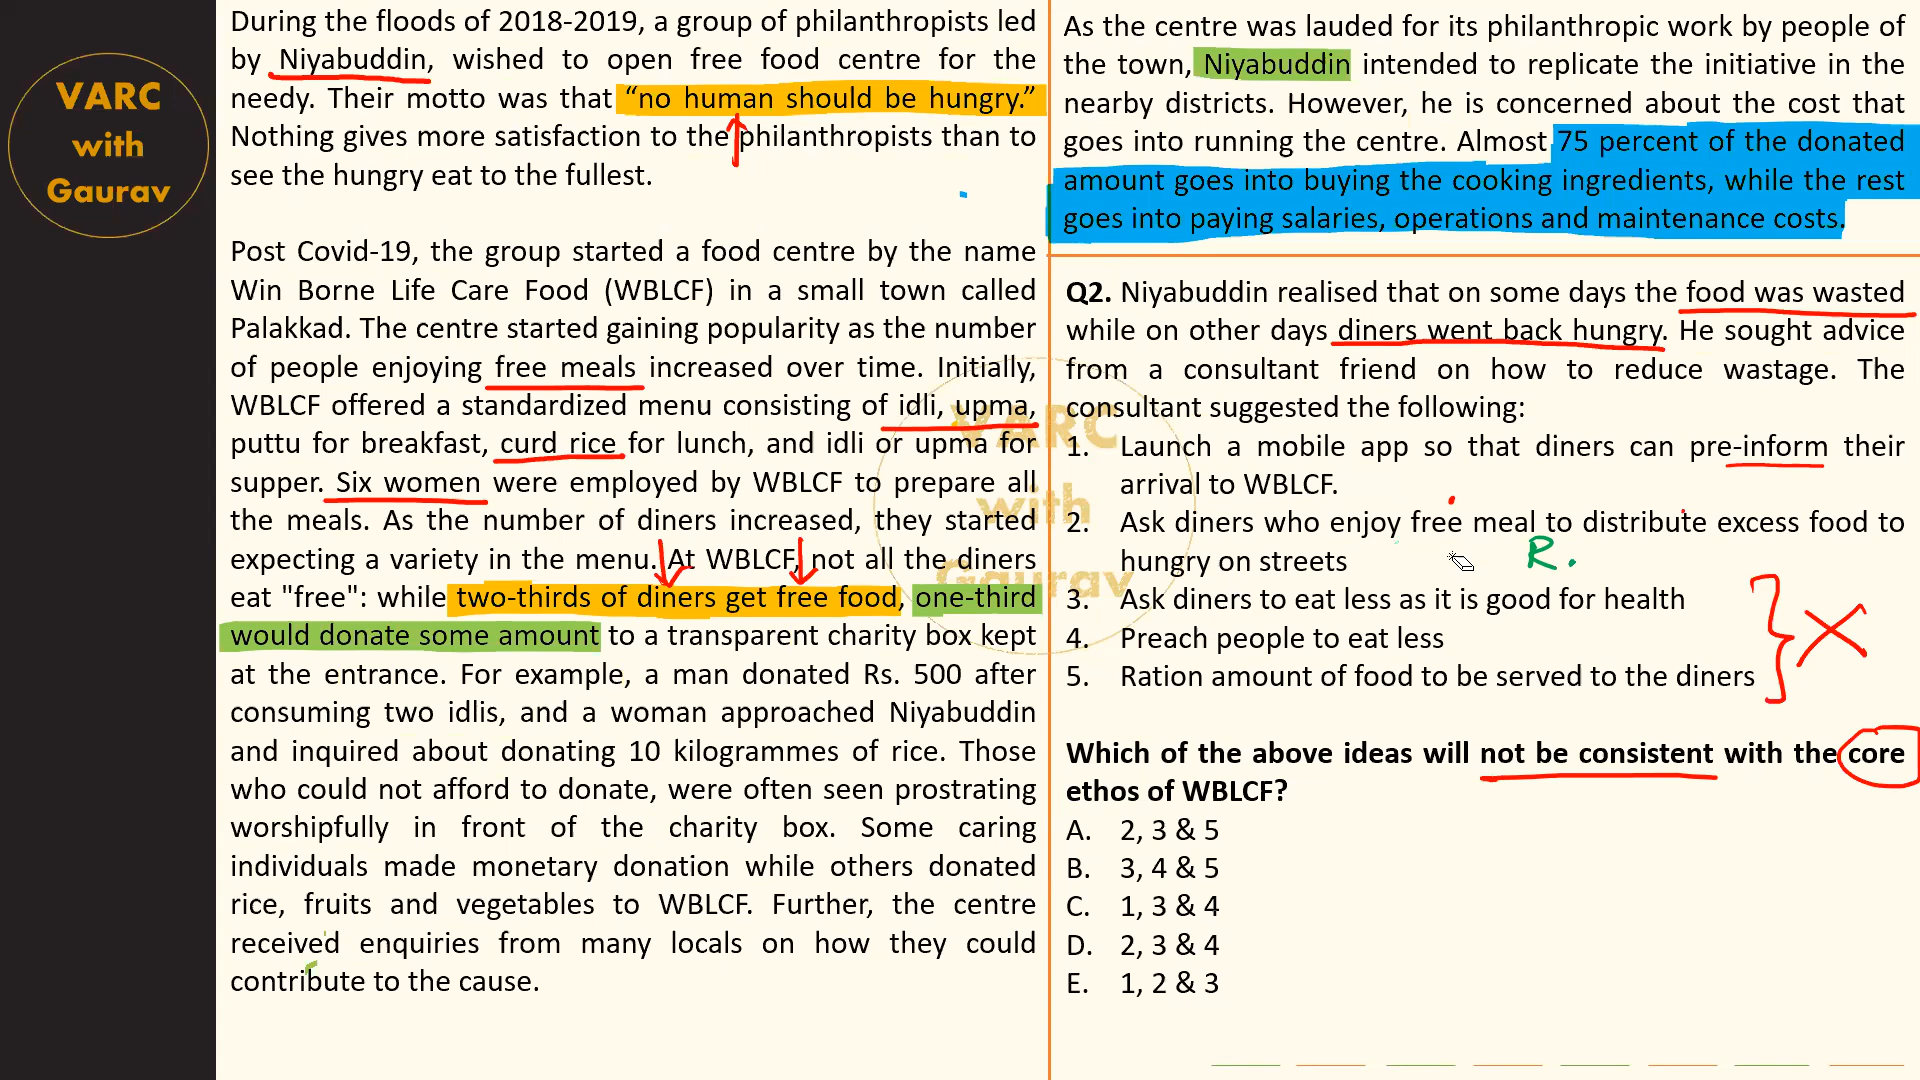 VARC
with
Gaurav
During the floods of 2018-2019, a group of philanthropists led
by Niyabuddin, wished to open free food centre for the
needy. Their motto was that “no human should be hungry.”
Nothing gives more satisfaction to the philanthropists than to
see the hungry eat to the fullest.
Post Covid-19, the group started a food centre by the name
Win Borne Life Care Food (WBLCF) in a small town called
Palakkad. The centre started gaining popularity as the number
of people enjoying free meals increased over time. Initially,
WBLCF offered a standardized menu consisting of idli, upma,
puttu for breakfast, curd rice for lunch, and idli or upma for
supper. Six women were employed by WBLCF to prepare all
the meals. As the number of diners increased, they started
expecting a variety in the menu. At WBLCF, not all the diners
eat "free": while two-thirds of diners get free food, one-third
would donate some amount to a transparent charity box kept
at the entrance. For example, a man donated Rs. 500 after
consuming two idlis, and a woman approached Niyabuddin
and inquired about donating 10 kilogrammes of rice. Those
who could not afford to donate, were often seen prostrating
worshipfully in front of the charity box. Some caring
individuals made monetary donation while others donated
rice, fruits and vegetables to WBLCF. Further, the centre
received enquiries from many locals on how they could
contribute to the cause.
As the centre was lauded for its philanthropic work by people of
the town, Niyabuddin intended to replicate the initiative in the
nearby districts. However, he is concerned about the cost that
goes into running the centre. Almost 75 percent of the donated
amount goes into buying the cooking ingredients, while the rest
goes into paying salaries, operations and maintenance costs.
Q2. Niyabuddin realised that on some days the food was wasted
while on other days diners went back hungry. He sought advice
from a consultant friend on how to reduce wastage. The
consultant suggested the following:
1. Launch a mobile app so that diners can pre-inform their
arrival to WBLCF.
2. Ask diners who enjoy free meal to distribute excess food to
hungry on streets
R.
3. Ask diners to eat less as it is good for health
4. Preach people to eat less
5. Ration amount of food to be served to the diners
Which of the above ideas will not be consistent with the core
ethos of WBLCF?
A. 2, 3 & 5
B. 3, 4 & 5
C. 1, 3 & 4
D. 2, 3 & 4
E. 1, 2 & 3
VARC
with
Gaurav